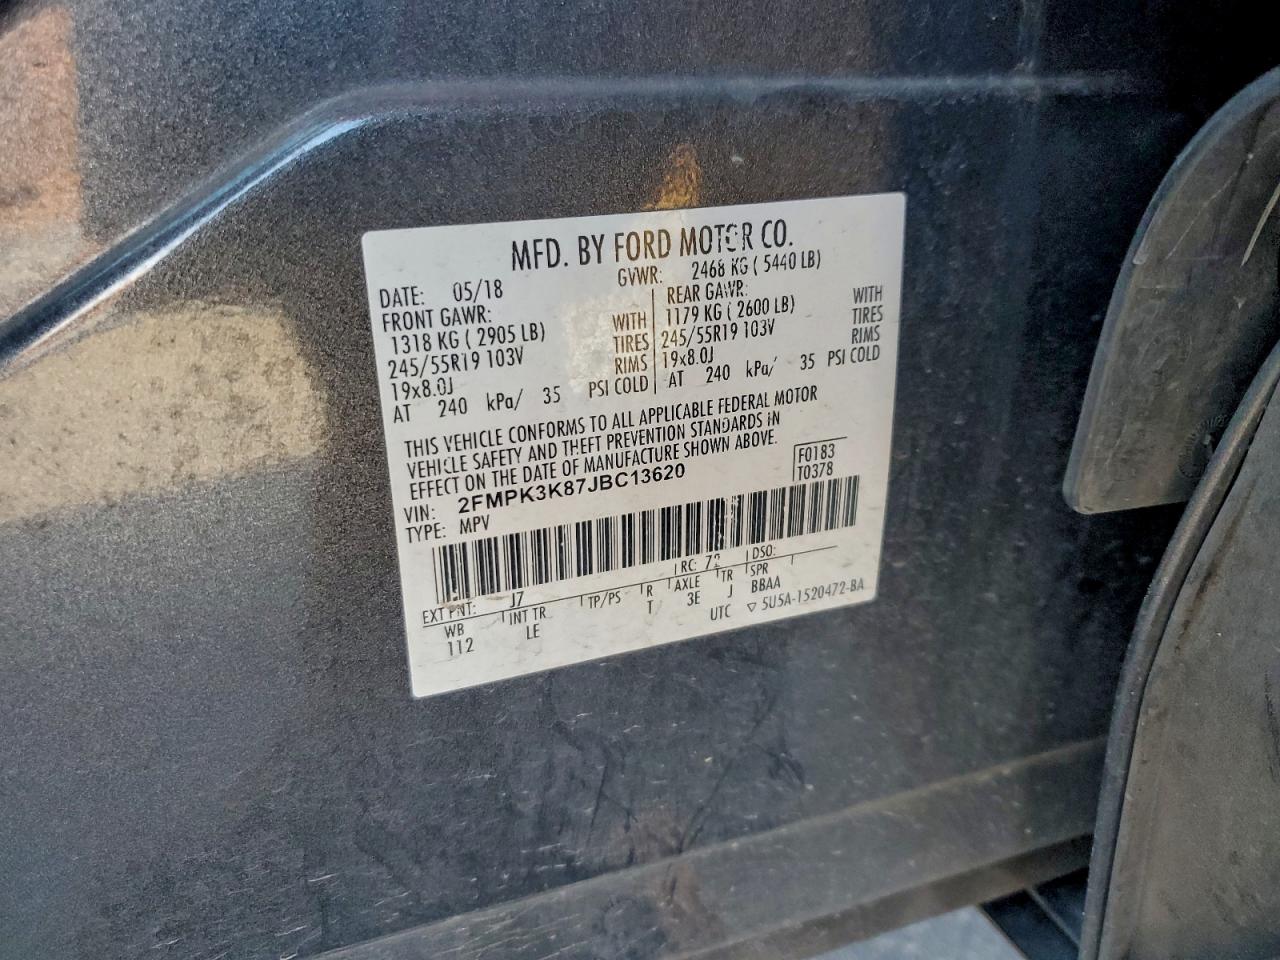 MFD. BY FORD MOTOR CO.
DATE: 05/18 GVWR: 2468 KG ( 5440 LB)
FRONT GAWR: REAR GAWR:
1318 KG ( 2905 LB) WITH 1179 KG ( 2600 LB) WITH
245/55R19 103V TIRES 245/55R19 103V TIRES
19x8.0J RIMS 19x8.0J RIMS
AT 240 kPa/ 35 PSI COLD AT 240 kPa/ 35 PSI COLD
THIS VEHICLE CONFORMS TO ALL APPLICABLE FEDERAL MOTOR
VEHICLE SAFETY AND THEFT PREVENTION STANDARDS IN
EFFECT ON THE DATE OF MANUFACTURE SHOWN ABOVE.
VIN: 2FMPK3K87JBC13620 F0183
TYPE: MPV T0378
EXT PNT: J7 RC: 72 DSO:
WB INT TR TP/PS R AXLE TR SPR
112 LE T 3E J BBAA
UTC ▽ 5U5A-1520472-BA